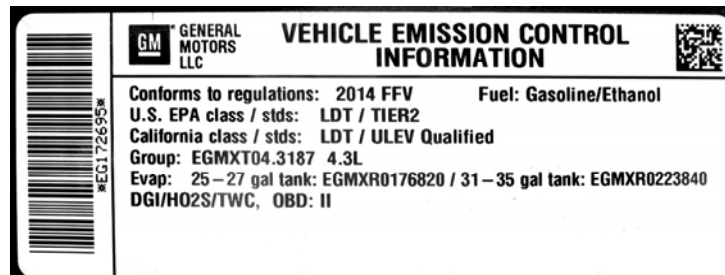 *EG172695*
GM
GENERAL
MOTORS
LLC
VEHICLE EMISSION CONTROL
INFORMATION
Conforms to regulations: 2014 FFV Fuel: Gasoline/Ethanol
U.S. EPA class / stds: LDT / TIER2
California class / stds: LDT / ULEV Qualified
Group: EGMXT04.3187 4.3L
Evap: 25-27 gal tank: EGMXR0176820 / 31-35 gal tank: EGMXR0223840
DGI/HO2S/TWC, OBD: II